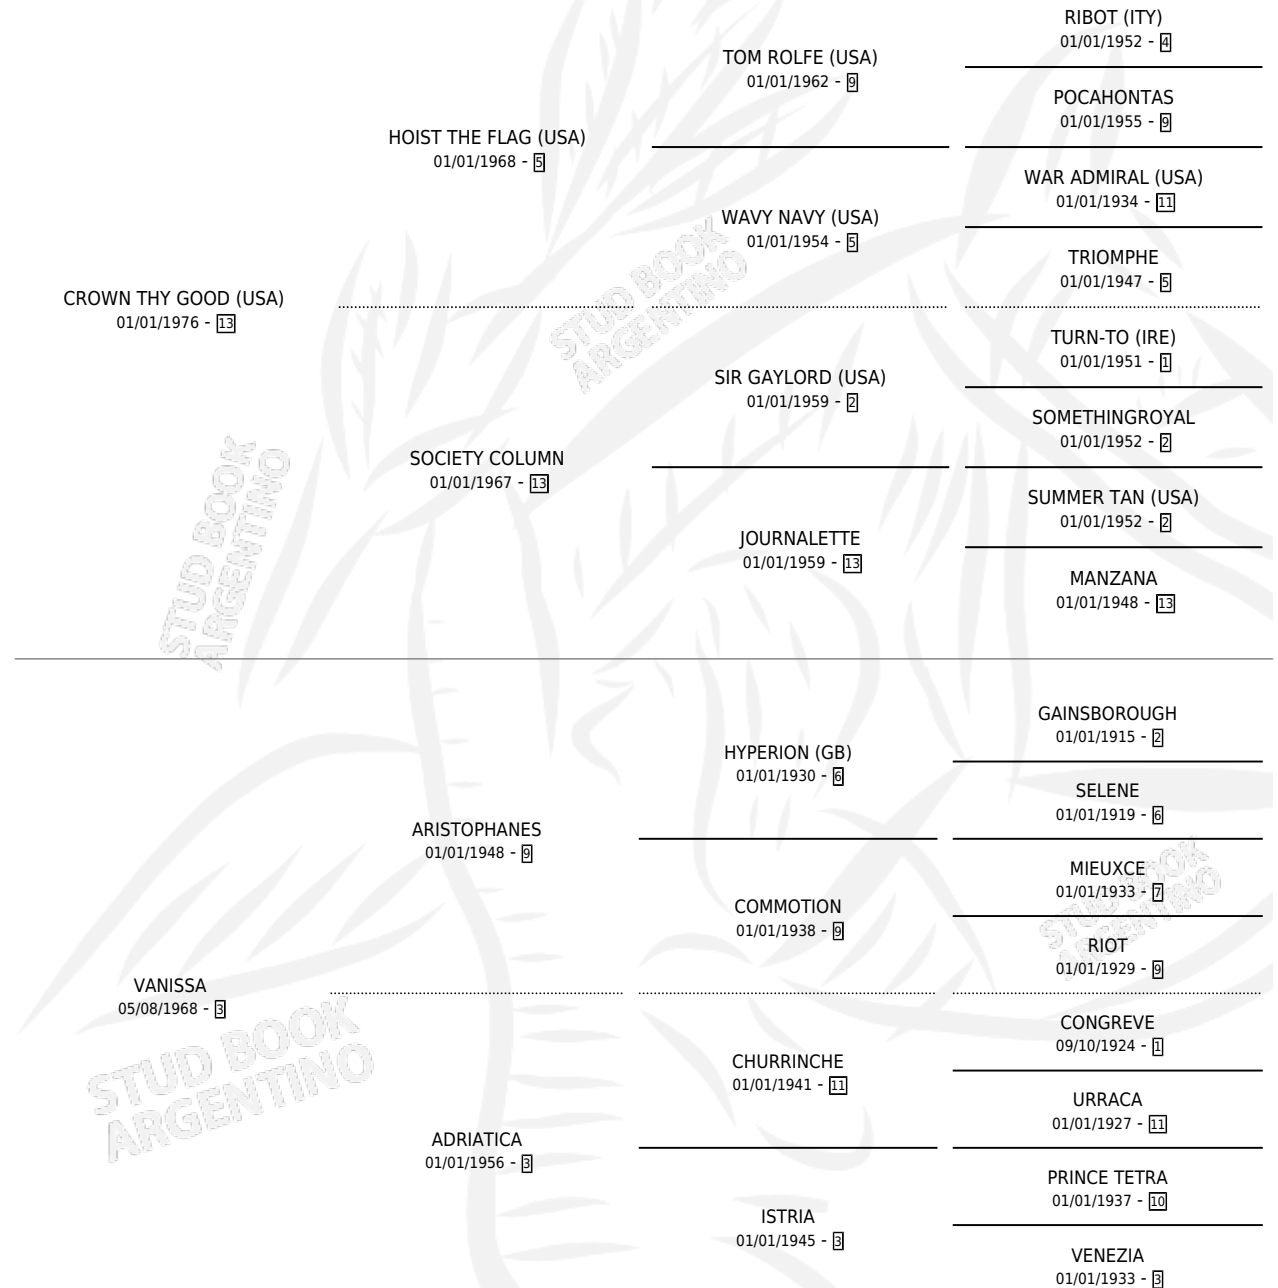 RIBOT (ITY)
01/01/1952 - 4
TOM ROLFE (USA)
01/01/1962 - 9
POCAHONTAS
01/01/1955 - 9
HOIST THE FLAG (USA)
01/01/1968 - 5
WAR ADMIRAL (USA)
01/01/1934 - 11
WAVY NAVY (USA)
01/01/1954 - 5
TRIOMPHE
01/01/1947 - 5
CROWN THY GOOD (USA)
01/01/1976 - 13
TURN-TO (IRE)
01/01/1951 - 1
SIR GAYLORD (USA)
01/01/1959 - 2
SOMETHINGROYAL
01/01/1952 - 2
SOCIETY COLUMN
01/01/1967 - 13
SUMMER TAN (USA)
01/01/1952 - 2
JOURNALETTE
01/01/1959 - 13
MANZANA
01/01/1948 - 13
GAINSBOROUGH
01/01/1915 - 2
HYPERION (GB)
01/01/1930 - 6
SELENE
01/01/1919 - 6
ARISTOPHANES
01/01/1948 - 9
MIEUXCE
01/01/1933 - 7
COMMOTION
01/01/1938 - 9
RIOT
01/01/1929 - 9
VANISSA
05/08/1968 - 3
CONGREVE
09/10/1924 - 1
CHURRINCHE
01/01/1941 - 11
URRACA
01/01/1927 - 11
ADRIATICA
01/01/1956 - 3
PRINCE TETRA
01/01/1937 - 10
ISTRIA
01/01/1945 - 3
VENEZIA
01/01/1933 - 3
STUD BOOK
ARGENTINO
STUD BOOK
ARGENTINO
STUD BOOK
ARGENTINO
STUD BOOK
ARGENTINO